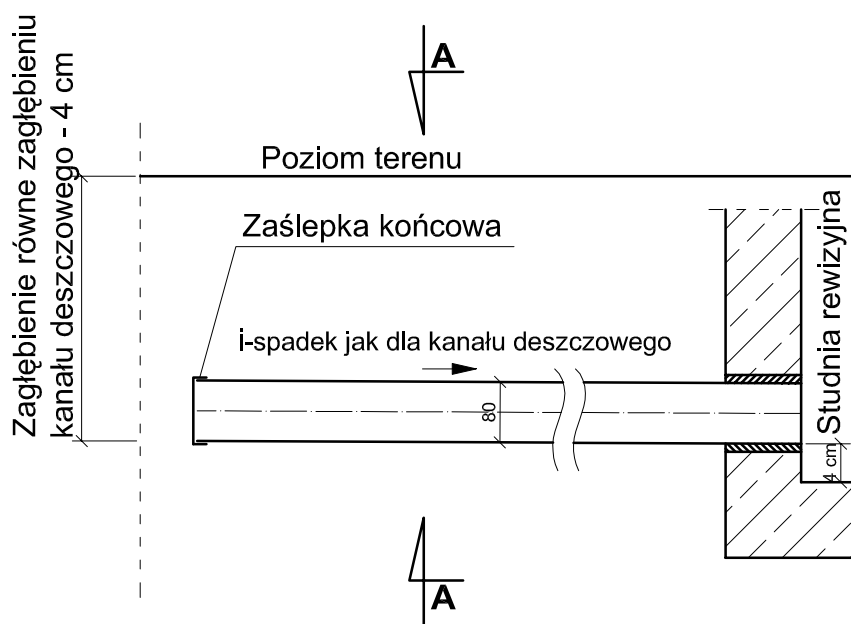 A
Zagłębienie równe zagłębieniu
kanału deszczowego - 4 cm
Poziom terenu
Zaślepka końcowa
i-spadek jak dla kanału deszczowego
80
Studnia rewizyjna
4 cm
A